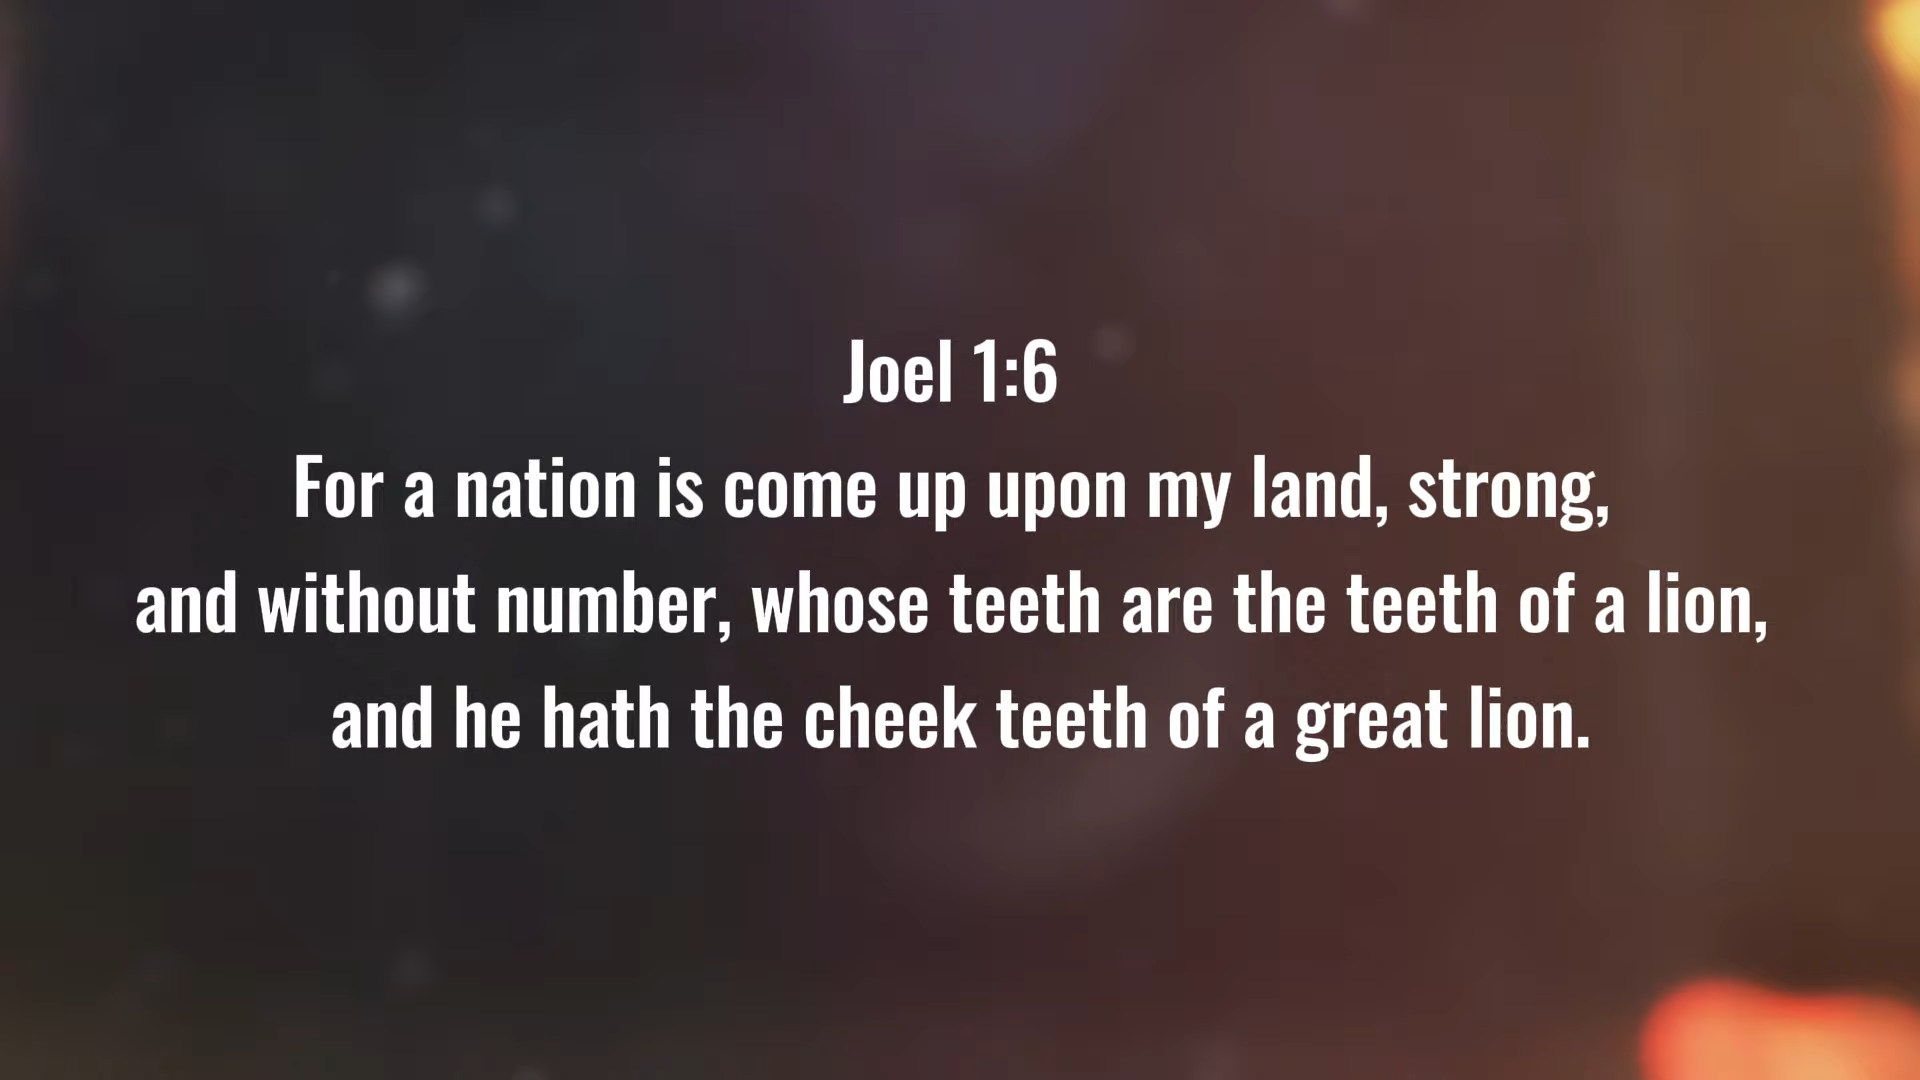 Joel 1:6
For a nation is come up upon my land, strong,
and without number, whose teeth are the teeth of a lion,
and he hath the cheek teeth of a great lion.